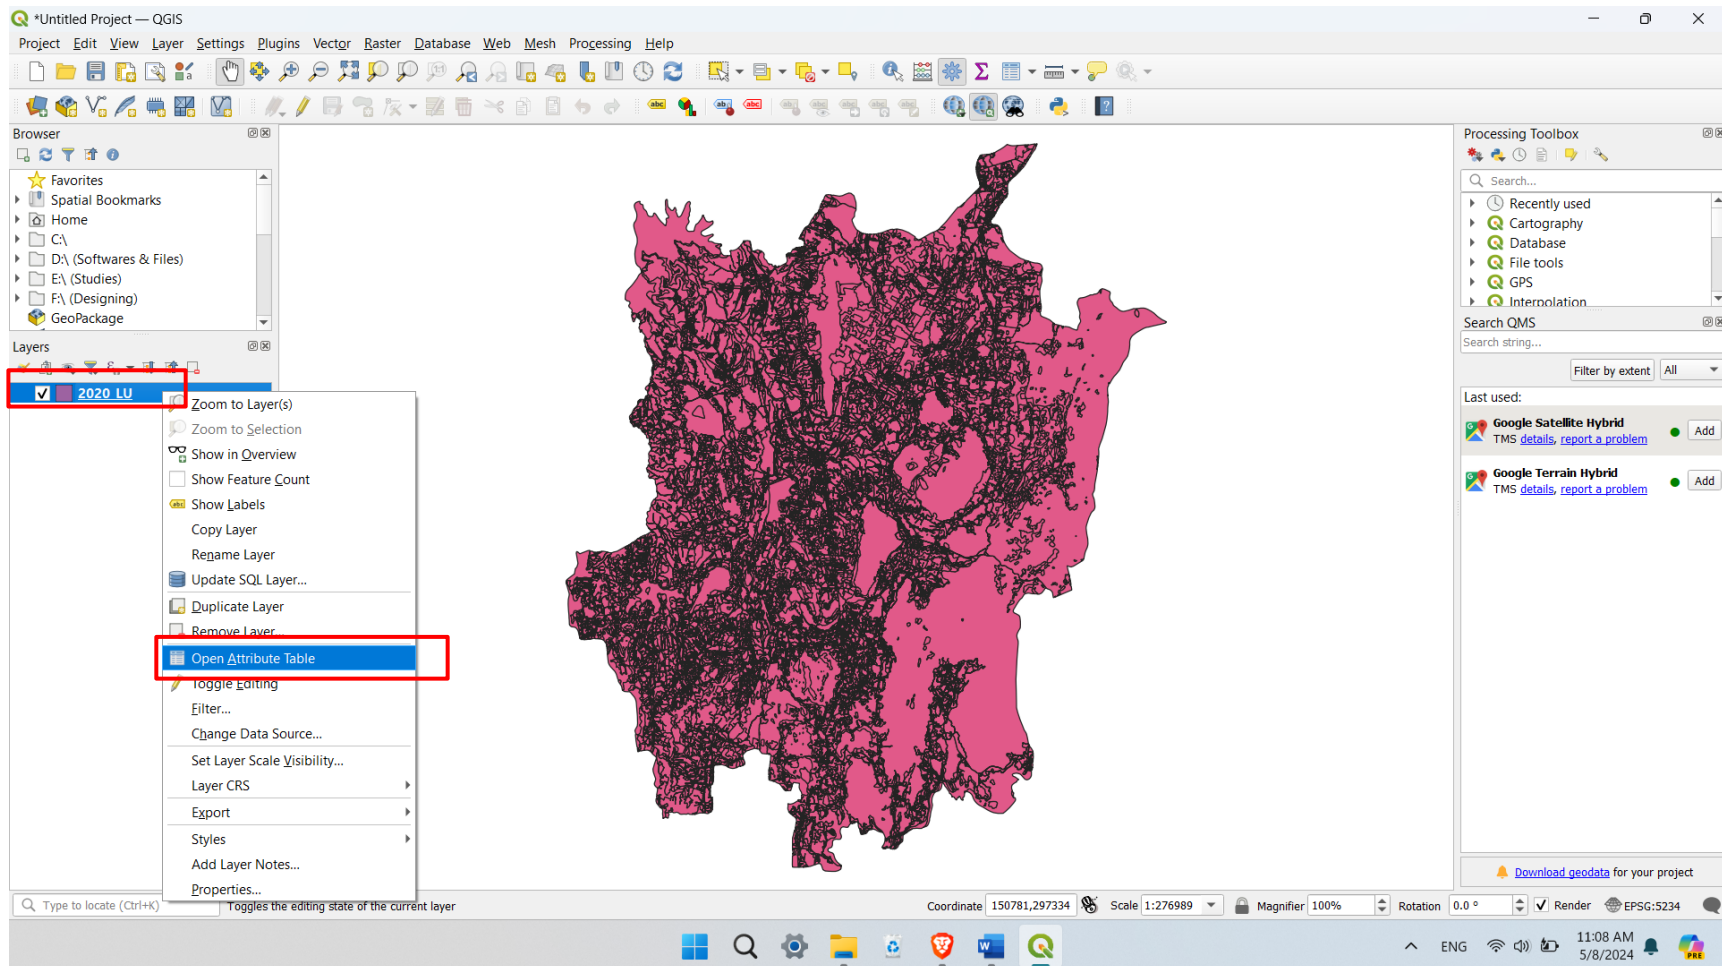 *Untitled Project — QGIS
Project Edit View Layer Settings Plugins Vector Raster Database Web Mesh Processing Help
Browser
Favorites
Spatial Bookmarks
Home
C:\
D:\ (Softwares & Files)
E:\ (Studies)
F:\ (Designing)
GeoPackage
Layers
2020_LU
Zoom to Layer(s)
Zoom to Selection
Show in Overview
Show Feature Count
Show Labels
Copy Layer
Rename Layer
Update SQL Layer...
Duplicate Layer
Remove Layer...
Open Attribute Table
Toggle Editing
Filter...
Change Data Source...
Set Layer Scale Visibility...
Layer CRS
Export
Styles
Add Layer Notes...
Properties...
Processing Toolbox
Search...
Recently used
Cartography
Database
File tools
GPS
Interpolation
Search QMS
Search string...
Filter by extent All
Last used:
Google Satellite Hybrid
TMS details, report a problem
Add
Google Terrain Hybrid
TMS details, report a problem
Add
Download geodata for your project
Type to locate (Ctrl+K) Toggles the editing state of the current layer Coordinate 150781,297334 Scale 1:276989 Magnifier 100% Rotation 0.0 ° Render EPSG:5234
ENG
11:08 AM
5/8/2024
PRE